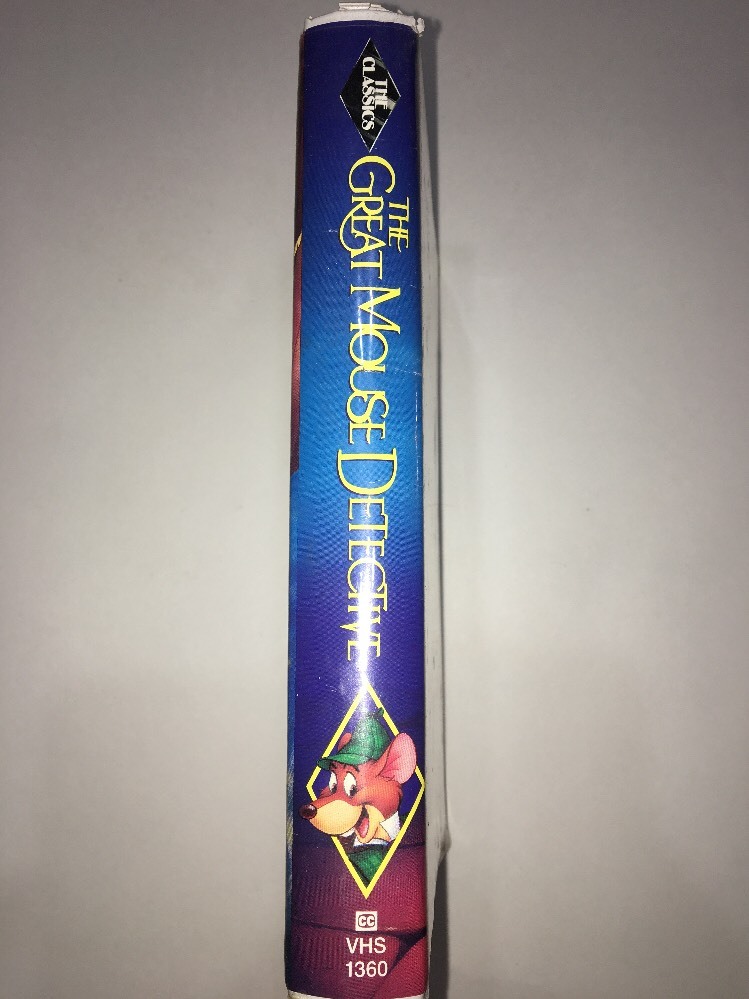 THE
CLASSICS
THE
GREAT MOUSE DETECTIVE
CC
VHS
1360